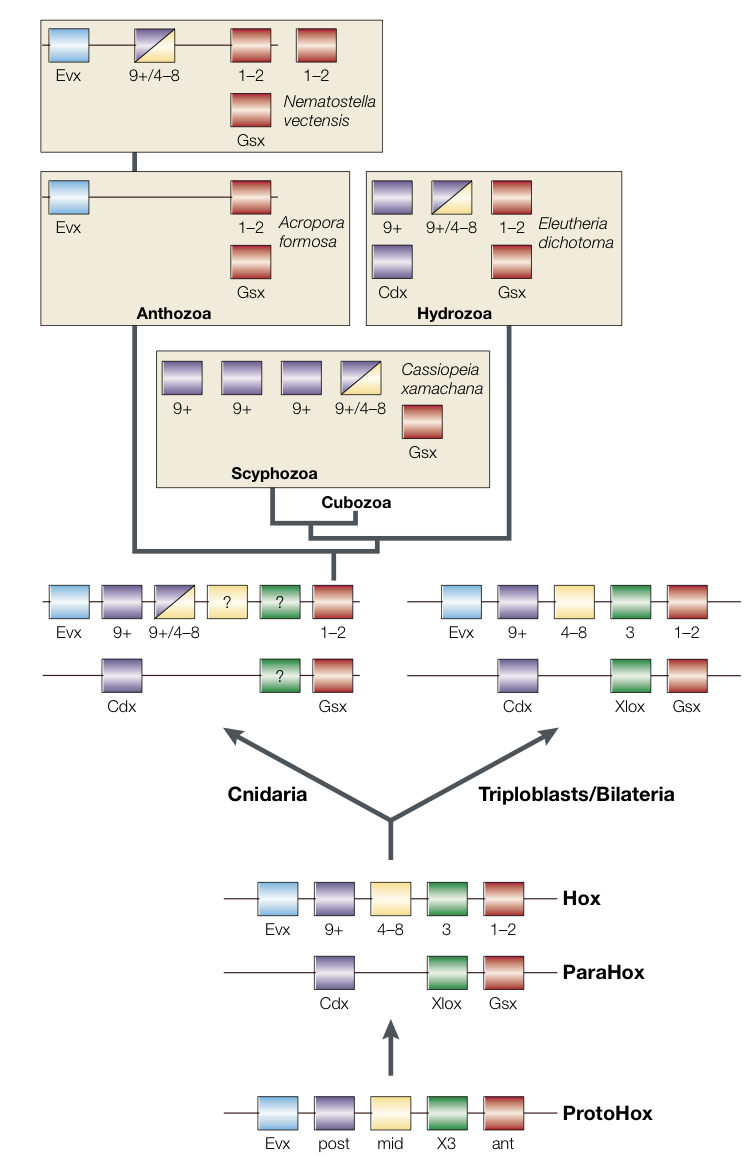 Evx 9+/4–8 1–2 1–2
Nematostella
vectensis
Gsx
Evx 1–2
Acropora
formosa
Gsx
Anthozoa
9+ 9+/4–8 1–2
Eleutheria
dichotoma
Cdx Gsx
Hydrozoa
Cassiopeia
xamachana
9+ 9+ 9+ 9+/4–8
Gsx
Scyphozoa
Cubozoa
? ?
Evx 9+ 9+/4–8 1–2
?
Cdx Gsx
Evx 9+ 4–8 3 1–2
Cdx Xlox Gsx
Cnidaria
Triploblasts/Bilateria
Hox
Evx 9+ 4–8 3 1–2
ParaHox
Cdx Xlox Gsx
ProtoHox
Evx post mid X3 ant